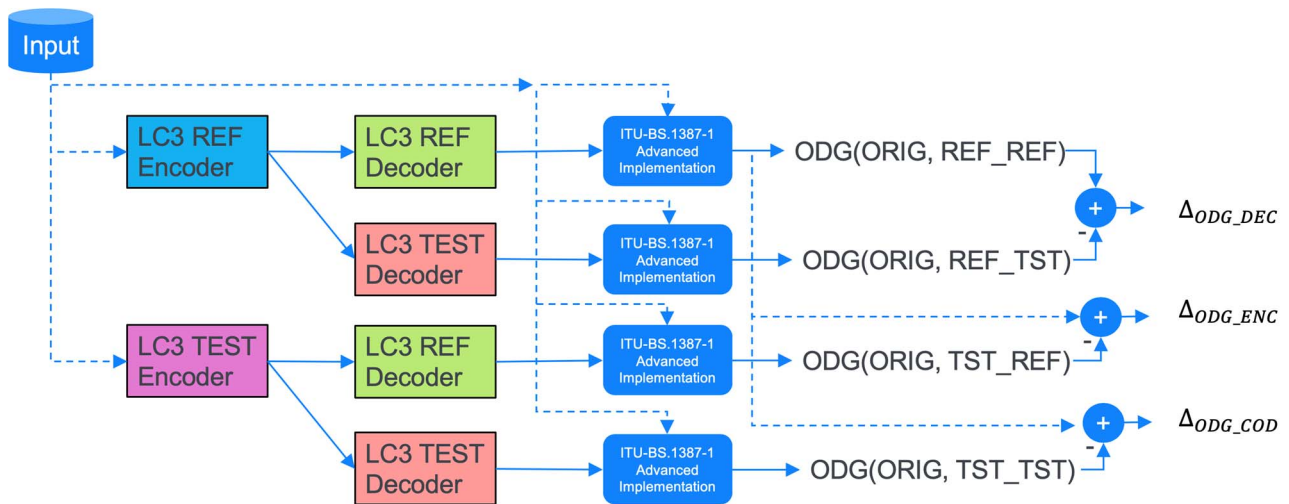 Input
LC3 REF
Encoder
LC3 REF
Decoder
ITU-BS.1387-1
Advanced
Implementation
ODG(ORIG, REF_REF)
+
-
Δ_ODG_DEC
LC3 TEST
Decoder
ITU-BS.1387-1
Advanced
Implementation
ODG(ORIG, REF_TST)
LC3 TEST
Encoder
LC3 REF
Decoder
ITU-BS.1387-1
Advanced
Implementation
ODG(ORIG, TST_REF)
+
-
Δ_ODG_ENC
LC3 TEST
Decoder
ITU-BS.1387-1
Advanced
Implementation
ODG(ORIG, TST_TST)
+
-
Δ_ODG_COD